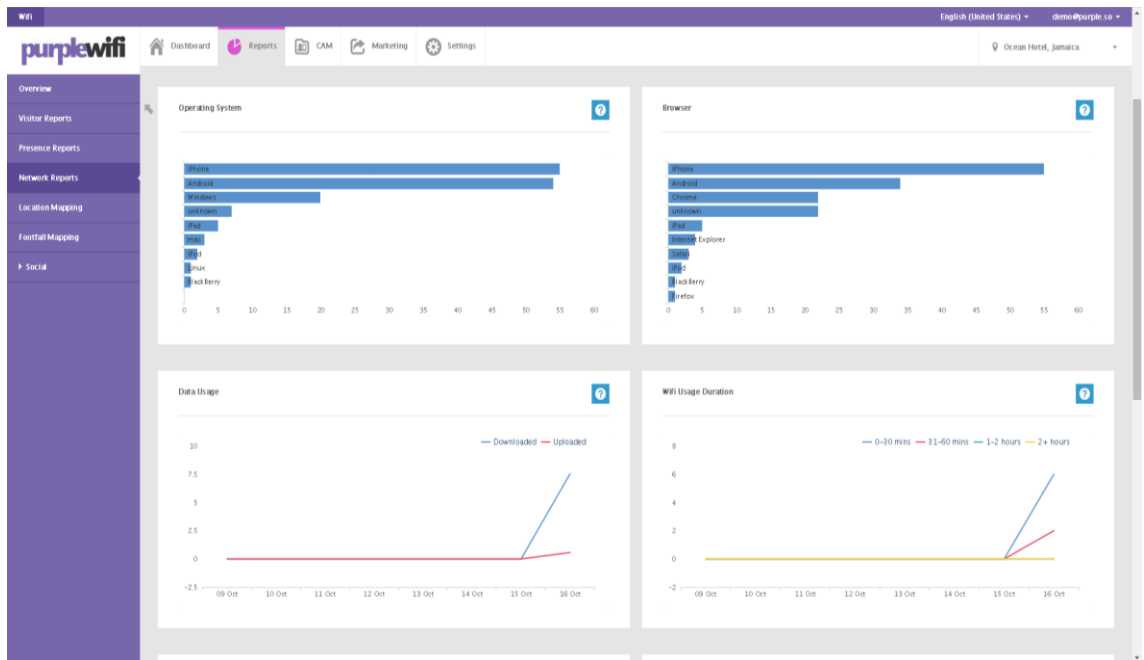 Wifi
English (United States)
demo@purple.so
purplewifi
Dashboard
Reports
CAM
Marketing
Settings
Ocean Hotel, Jamaica
Overview
Visitor Reports
Presence Reports
Network Reports
Location Mapping
Footfall Mapping
Social
Operating System
?
iPhone
Android
Windows
unknown
iPad
mac
iPod
Linux
BlackBerry
0 5 10 15 20 25 30 35 40 45 50 55 60
Browser
?
iPhone
Android
Chrome
unknown
iPad
Internet Explorer
Safari
iPod
BlackBerry
Firefox
0 5 10 15 20 25 30 35 40 45 50 55 60
Data Usage
?
Downloaded Uploaded
10
7.5
5
2.5
0
-2.5
09 Oct 10 Oct 11 Oct 12 Oct 13 Oct 14 Oct 15 Oct 16 Oct
Wifi Usage Duration
?
0-30 mins 31-60 mins 1-2 hours 2+ hours
8
6
4
2
0
-2
09 Oct 10 Oct 11 Oct 12 Oct 13 Oct 14 Oct 15 Oct 16 Oct